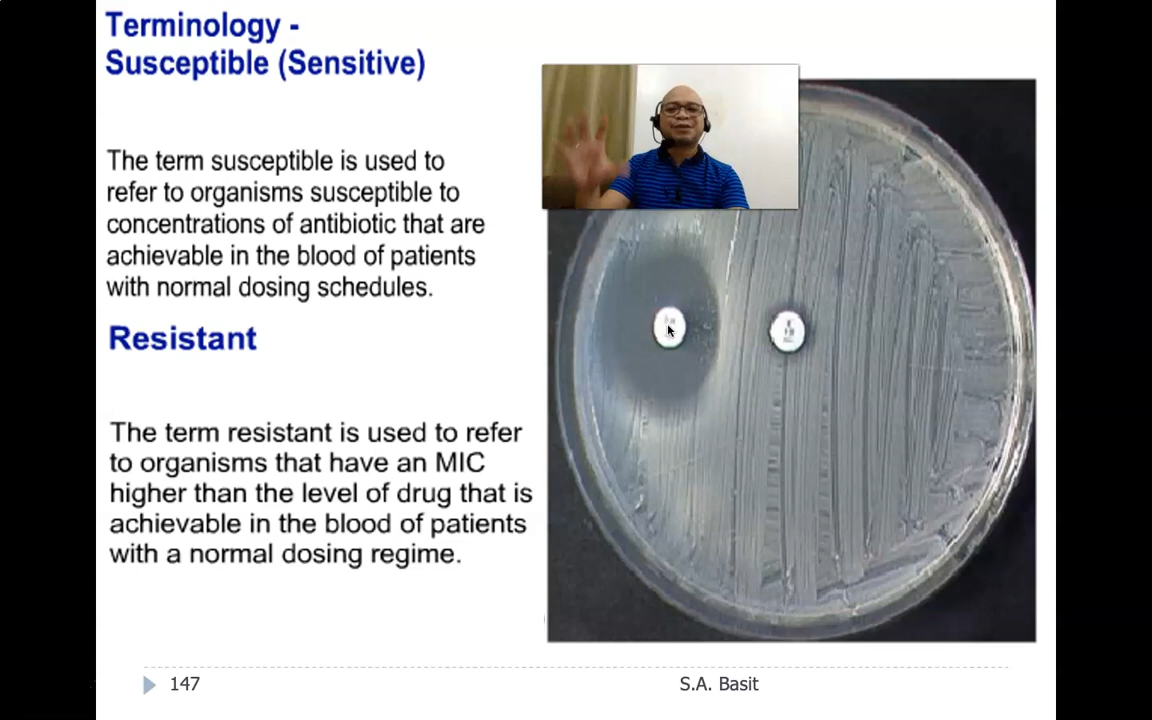 Terminology -
Susceptible (Sensitive)
The term susceptible is used to
refer to organisms susceptible to
concentrations of antibiotic that are
achievable in the blood of patients
with normal dosing schedules.
Resistant
The term resistant is used to refer
to organisms that have an MIC
higher than the level of drug that is
achievable in the blood of patients
with a normal dosing regime.
147
S.A. Basit